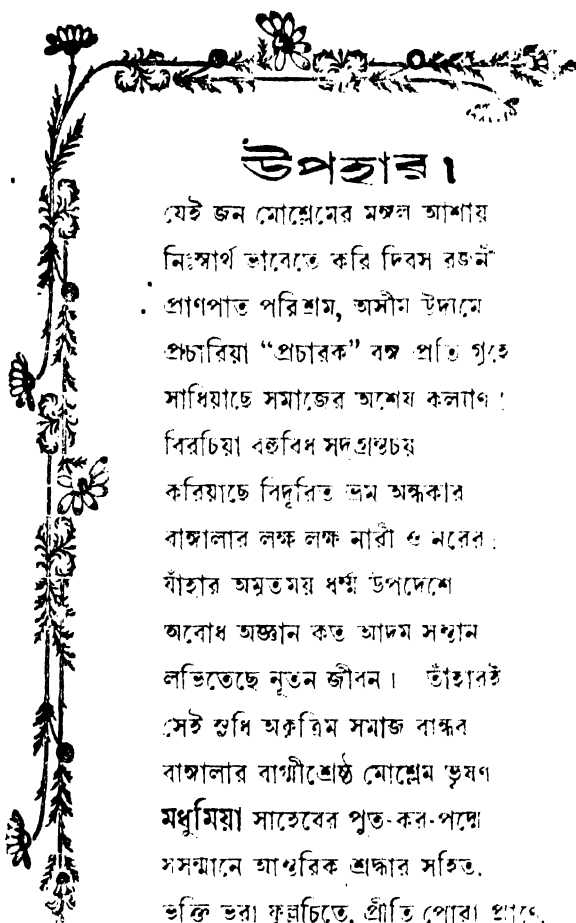 উপহার।
যেই জন মোশ্লেমের মঙ্গল আশায়
নিঃস্বার্থ ভাবেতে করি দিবস রজনী
প্রাণপাত পরিশ্রম, অসীম উদ্যমে
প্রচারিয়া “প্রচারক” বঙ্গ প্রতি গৃহে
সাধিয়াছে সমাজের অশেষ কল্যাণ।
বিরচিয়া বহুবিধ সদগ্রন্তচয়
করিয়াছে বিদূরিত ভ্রম অন্ধকার
বাঙ্গালার লক্ষ লক্ষ নারী ও নরের।
যাঁহার অমৃতময় ধর্ম্ম উপদেশে
অবোধ অজ্ঞান কত আদম সন্তান
লভিতেছে নূতন জীবন। তাঁহারই
সেই সুধি অকৃত্রিম সমাজ বান্ধব
বাঙ্গালার বাগ্মীশ্রেষ্ঠ মোশ্লেম ভূষণ
মধুমিয়া সাহেবের পুত-কর-পদ্মে
সসম্মানে আন্তরিক শ্রদ্ধার সহিত,
ভক্তি ভরা ফুল্লচিতে, প্রীতি পোরা প্রাণে,